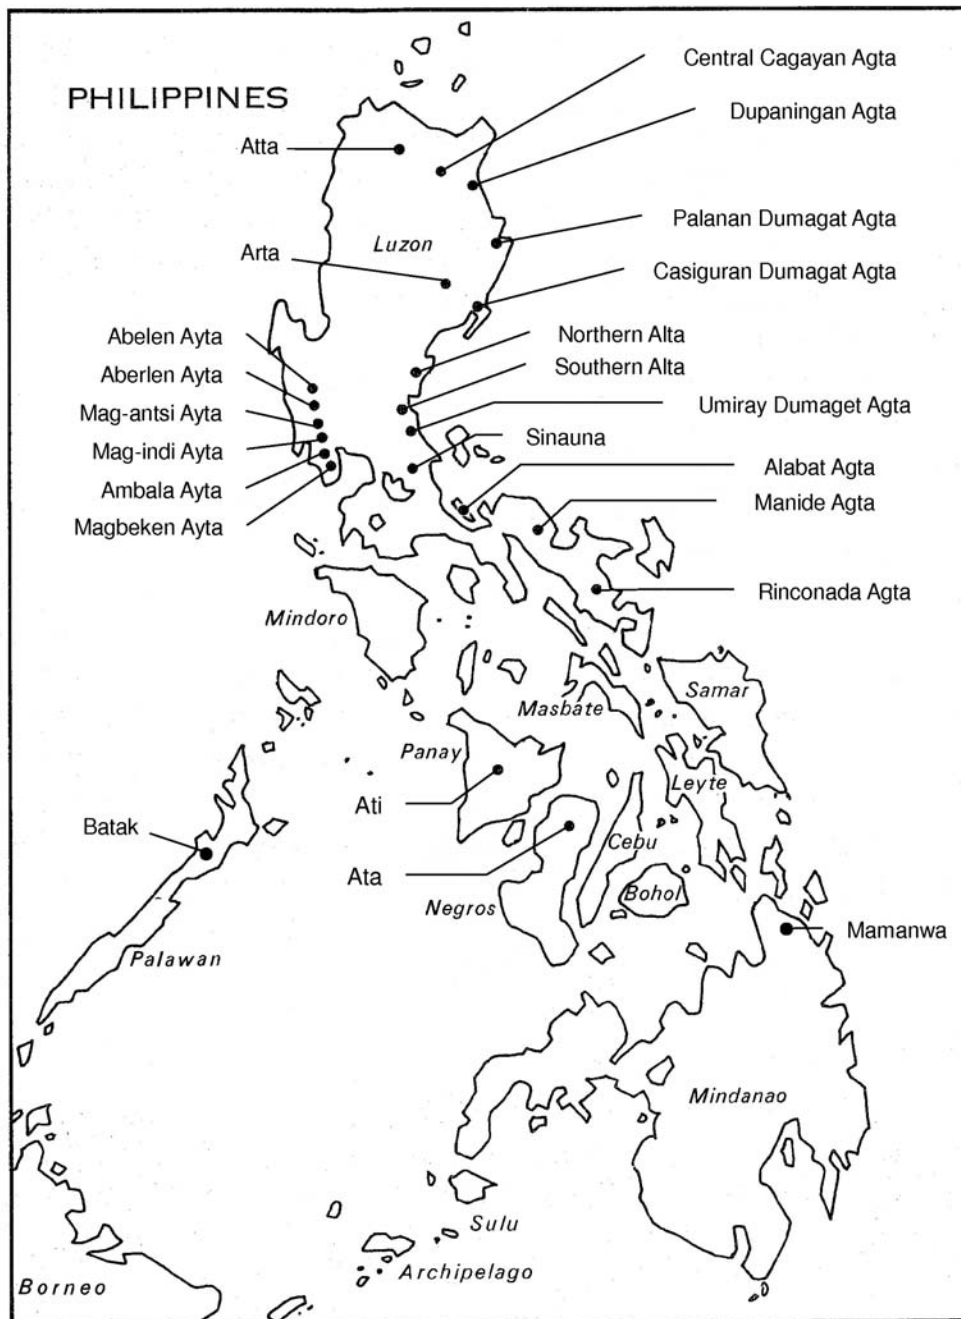 PHILIPPINES
Central Cagayan Agta
Dupaningan Agta
Atta
Palanan Dumagat Agta
Luzon
Arta
Casiguran Dumagat Agta
Northern Alta
Abelen Ayta
Southern Alta
Aberlen Ayta
Umiray Dumaget Agta
Mag-antsi Ayta
Sinauna
Mag-indi Ayta
Alabat Agta
Ambala Ayta
Manide Agta
Magbeken Ayta
Rinconada Agta
Mindoro
Samar
Masbate
Panay
Leyte
Ati
Batak
Cebu
Ata
Bohol
Negros
Mamanwa
Palawan
Mindanao
Sulu
Archipelago
Borneo